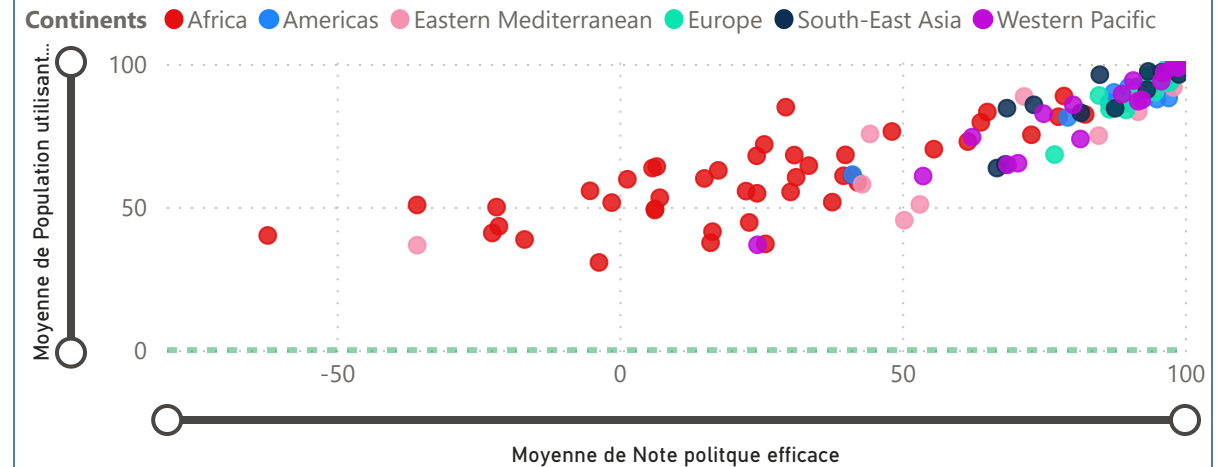 Continents Africa Americas Eastern Mediterranean Europe South-East Asia Western Pacific
Moyenne de Population utilisant...
100
50
0
-50 0 50 100
Moyenne de Note politque efficace